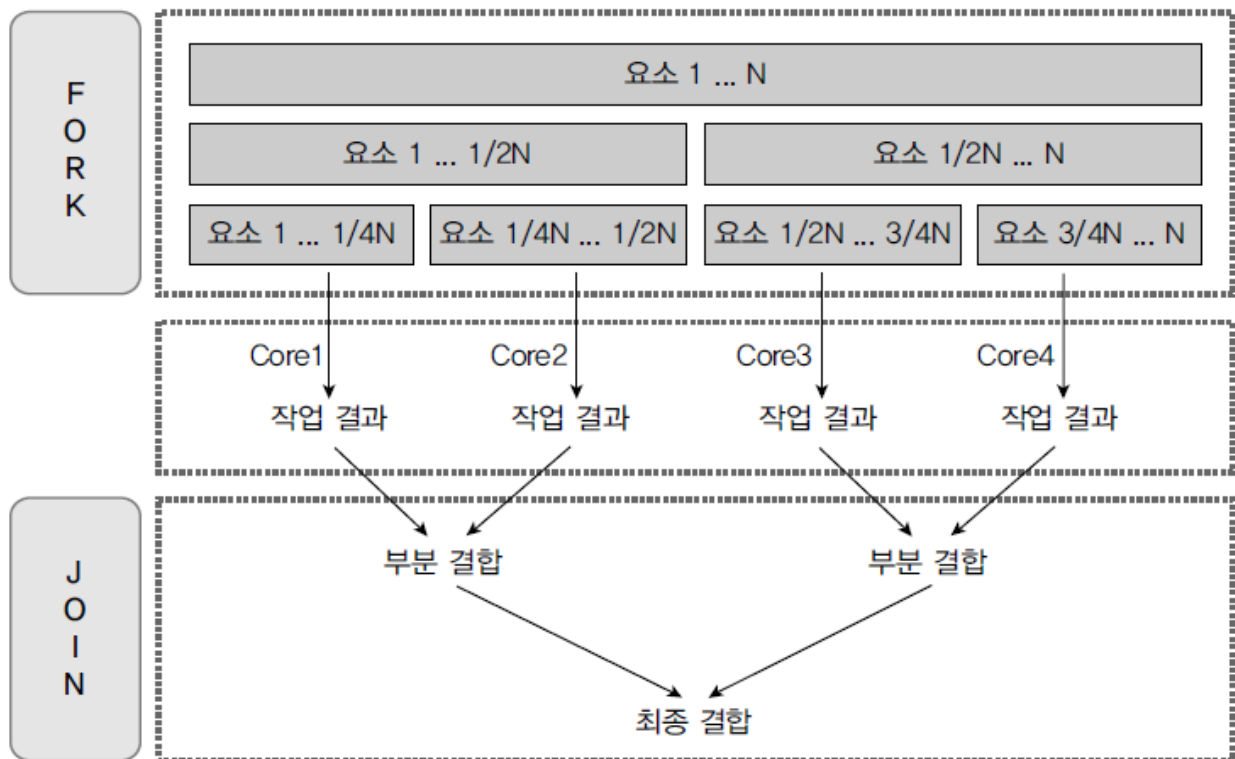 FORK
요소 1 ... N
요소 1 ... 1/2N
요소 1/2N ... N
요소 1 ... 1/4N
요소 1/4N ... 1/2N
요소 1/2N ... 3/4N
요소 3/4N ... N
Core1
Core2
Core3
Core4
작업 결과
작업 결과
작업 결과
작업 결과
JOIN
부분 결합
부분 결합
최종 결합